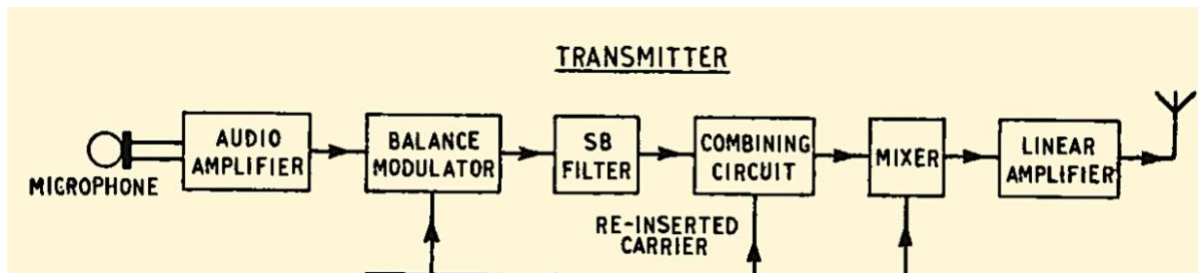 TRANSMITTER
MICROPHONE
AUDIO
AMPLIFIER
BALANCE
MODULATOR
SB
FILTER
COMBINING
CIRCUIT
MIXER
LINEAR
AMPLIFIER
RE-INSERTED
CARRIER